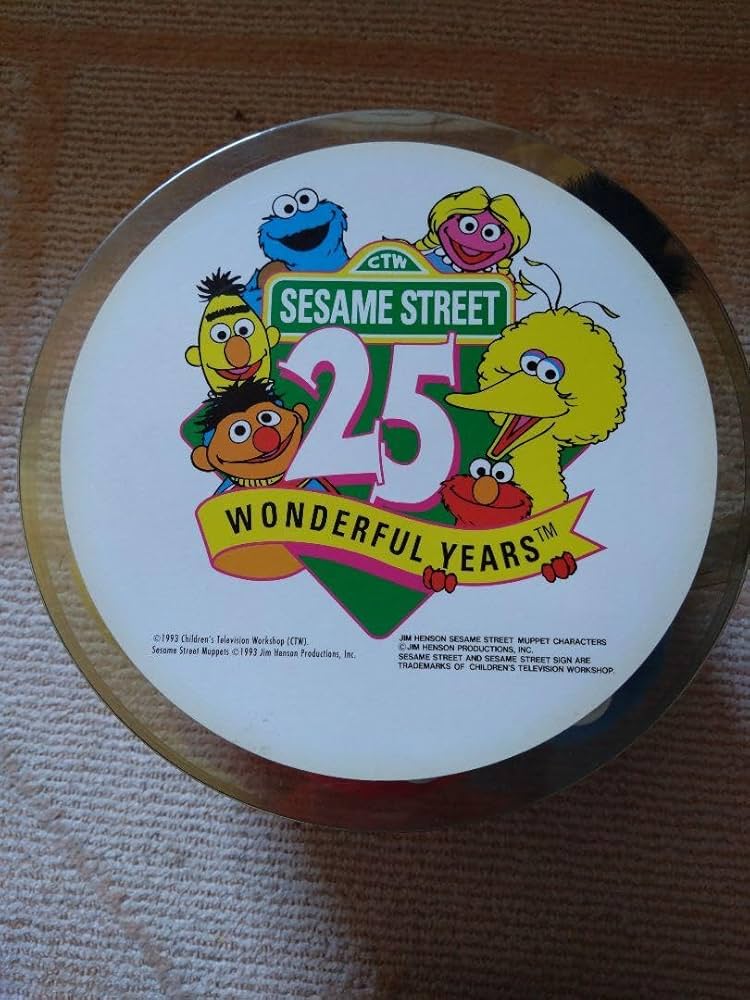 CTW
SESAME STREET
25
WONDERFUL YEARS™
©1993 Children's Television Workshop (CTW).
Sesame Street Muppets ©1993 Jim Henson Productions, Inc.
JIM HENSON SESAME STREET MUPPET CHARACTERS
©JIM HENSON PRODUCTIONS, INC.
SESAME STREET AND SESAME STREET SIGN ARE
TRADEMARKS OF CHILDREN'S TELEVISION WORKSHOP.